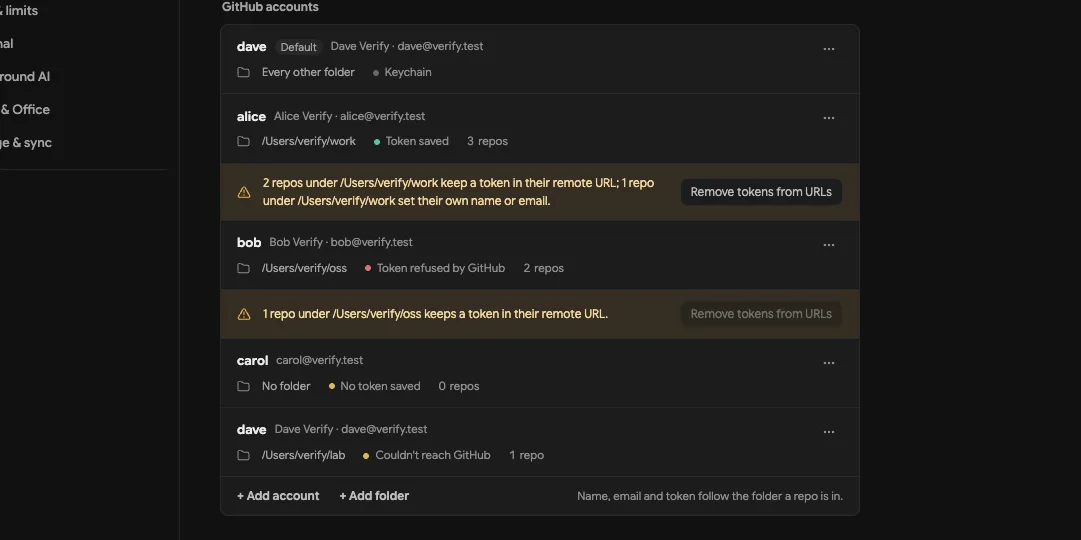 & limits
nal
round AI
& Office
ge & sync
GitHub accounts
dave Default Dave Verify · dave@verify.test
Every other folder Keychain
alice Alice Verify · alice@verify.test
/Users/verify/work Token saved 3 repos
2 repos under /Users/verify/work keep a token in their remote URL; 1 repo
under /Users/verify/work set their own name or email.
Remove tokens from URLs
bob Bob Verify · bob@verify.test
/Users/verify/oss Token refused by GitHub 2 repos
1 repo under /Users/verify/oss keeps a token in their remote URL.
Remove tokens from URLs
carol carol@verify.test
No folder No token saved 0 repos
dave Dave Verify · dave@verify.test
/Users/verify/lab Couldn't reach GitHub 1 repo
+ Add account + Add folder Name, email and token follow the folder a repo is in.